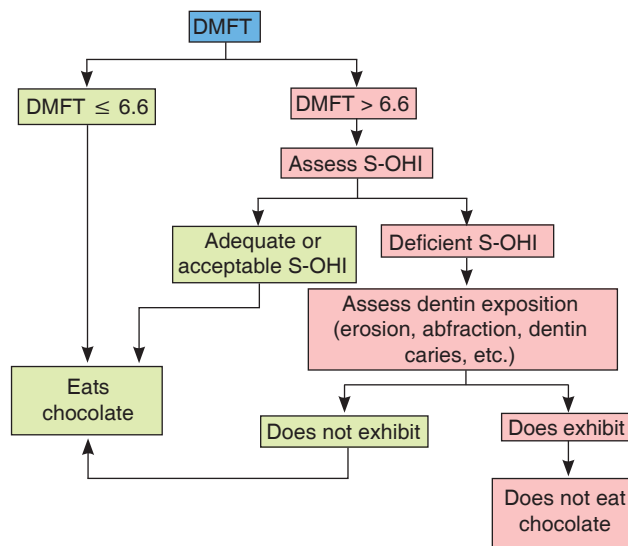 DMFT
DMFT ≤ 6.6
DMFT > 6.6
Assess S-OHI
Adequate or
acceptable S-OHI
Deficient S-OHI
Assess dentin exposition
(erosion, abfraction, dentin
caries, etc.)
Eats
chocolate
Does not exhibit
Does exhibit
Does not eat
chocolate